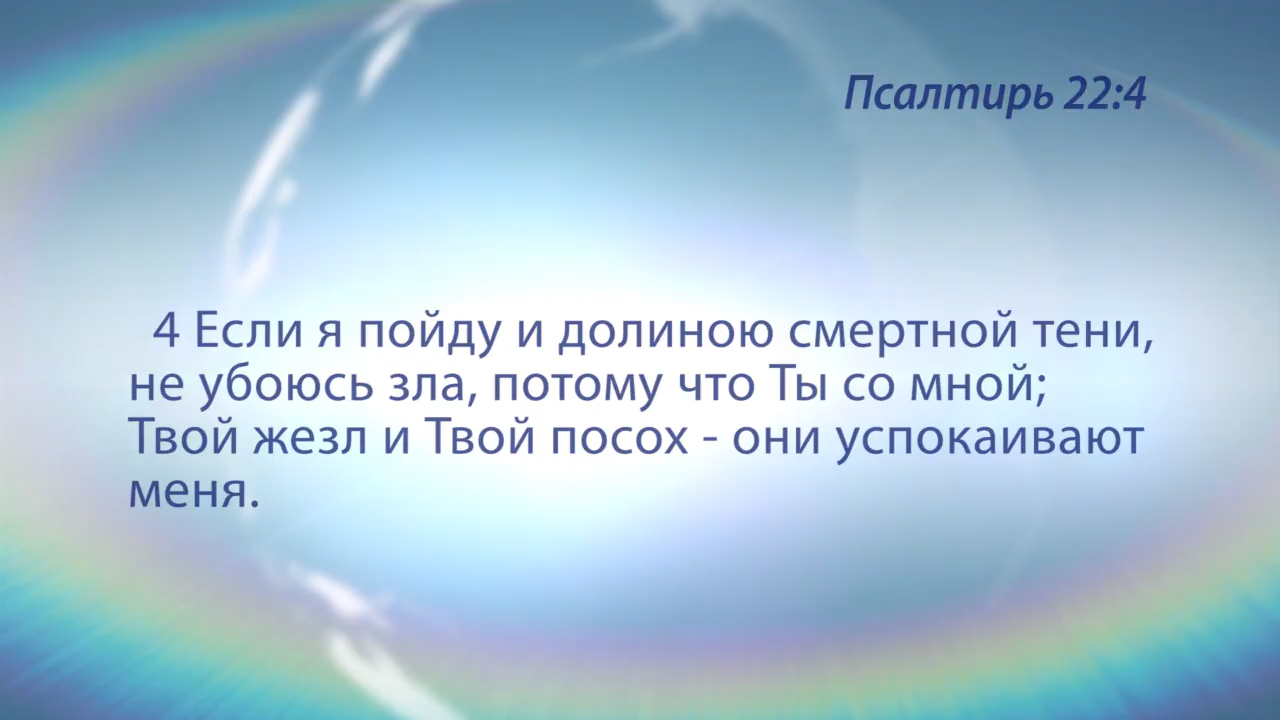 Псалтирь 22:4
4 Если я пойду и долиною смертной тени,
не убоюсь зла, потому что Ты со мной;
Твой жезл и Твой посох - они успокаивают
меня.